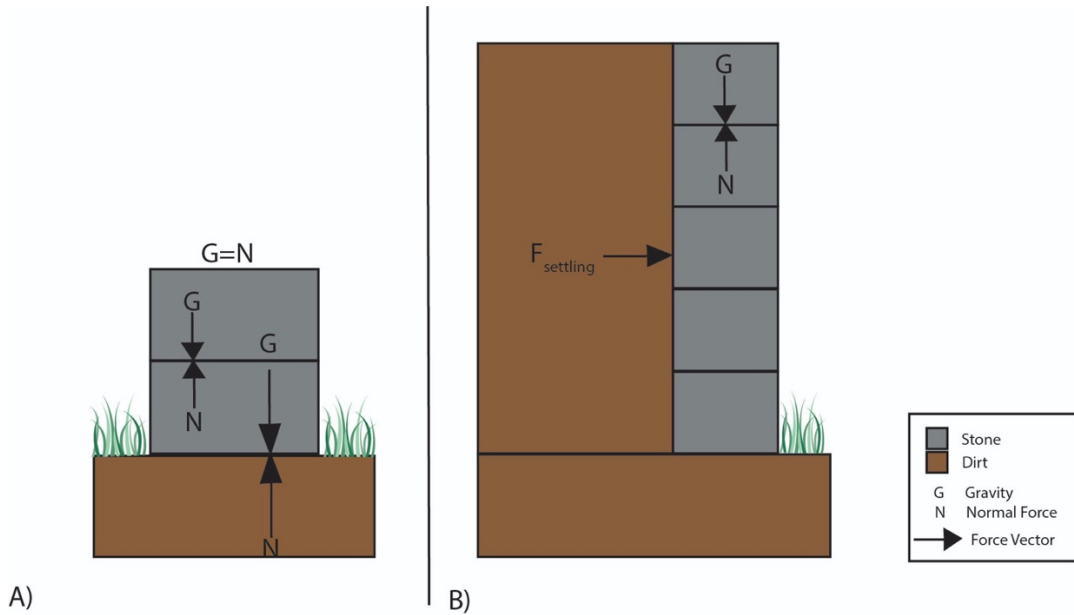 G=N
G
G
N
N
A)
G
N
F settling
B)
Stone
Dirt
G Gravity
N Normal Force
Force Vector